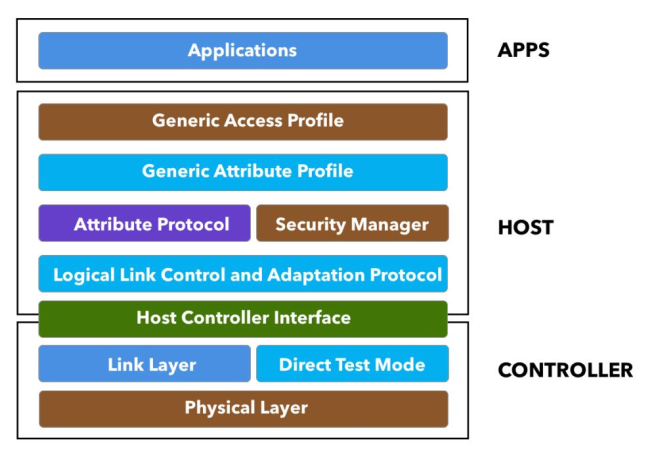 Applications
APPS
Generic Access Profile
Generic Attribute Profile
Attribute Protocol
Security Manager
HOST
Logical Link Control and Adaptation Protocol
Host Controller Interface
Link Layer
Direct Test Mode
CONTROLLER
Physical Layer